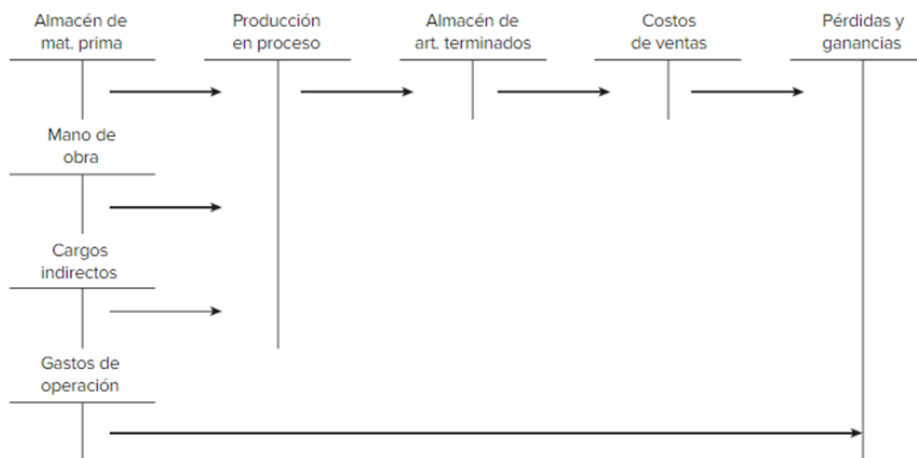 Almacén de
mat. prima
Producción
en proceso
Almacén de
art. terminados
Costos
de ventas
Pérdidas y
ganancias
Mano de
obra
Cargos
indirectos
Gastos de
operación